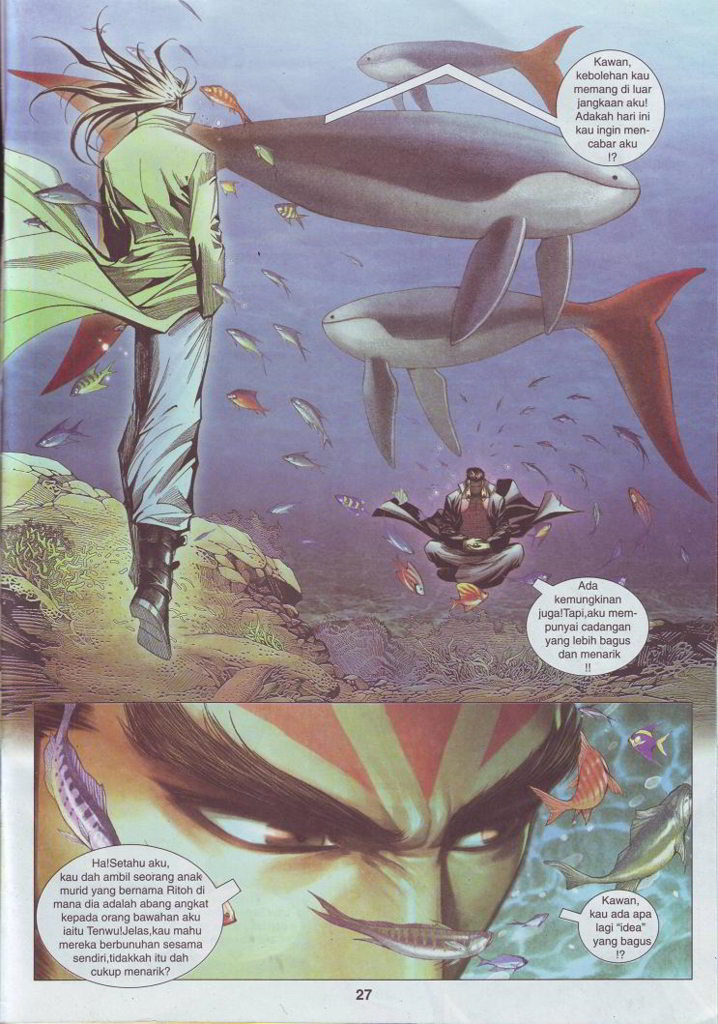 Kawan,
kebolehan kau
memang di luar
jangkaan aku!
Adakah hari ini
kau ingin men-
cabar aku
!?
Ada
kemungkinan
juga!Tapi,aku mem-
punyai cadangan
yang lebih bagus
dan menarik
!!
Ha!Setahu aku,
kau dah ambil seorang anak
murid yang bernama Ritoh di
mana dia adalah abang angkat
kepada orang bawahan aku
iaitu Tenwu!Jelas,kau mahu
mereka berbunuhan sesama
sendiri,tidakkah itu dah
cukup menarik?
Kawan,
kau ada apa
lagi “idea”
yang bagus
!?
27